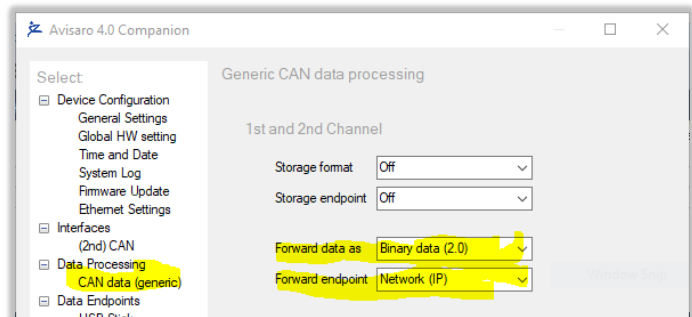 Avisaro 4.0 Companion
Select:
Device Configuration
General Settings
Global HW setting
Time and Date
System Log
Firmware Update
Ethernet Settings
Interfaces
(2nd) CAN
Data Processing
CAN data (generic)
Data Endpoints
USB Stick
Generic CAN data processing
1st and 2nd Channel
Storage format Off
Storage endpoint Off
Forward data as Binary data (2.0)
Forward endpoint Network (IP)
Window Snip